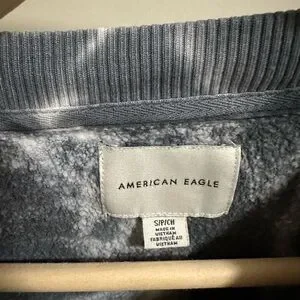 AMERICAN EAGLE
S/P/CH
MADE IN
VIETNAM
FABRIQUÉ AU
VIETNAM